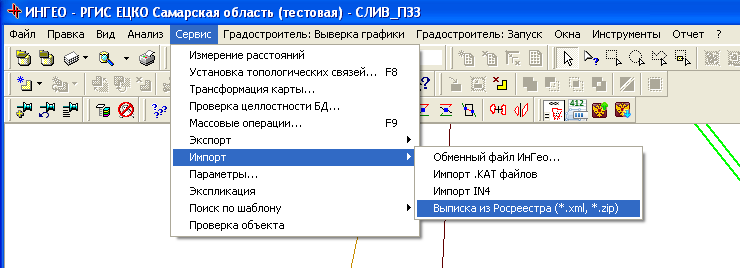 ИНГЕО - РГИС ЕЦКО Самарская область (тестовая) - СЛИВ_ПЗЗ
Файл Правка Вид Анализ Сервис Градостроитель: Выверка графики Градостроитель: Запуск Окна Инструменты Отчет ?
Измерение расстояний
Установка топологических связей... F8
Трансформация карты...
Проверка целостности БД...
Массовые операции... F9
Экспорт
Импорт
Обменный файл ИнГео...
Параметры...
Импорт .KAT файлов
Экспликация
Импорт IN4
Поиск по шаблону
Выписка из Росреестра (*.xml, *.zip)
Проверка объекта
???
412